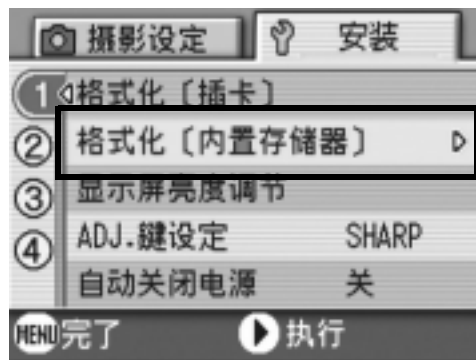 摄影设定 安装
1 格式化〔插卡〕
2 格式化〔内置存储器〕
3 显示屏亮度调节
4 ADJ.鍵设定 SHARP
自动关闭电源 关
MENU 完了 执行